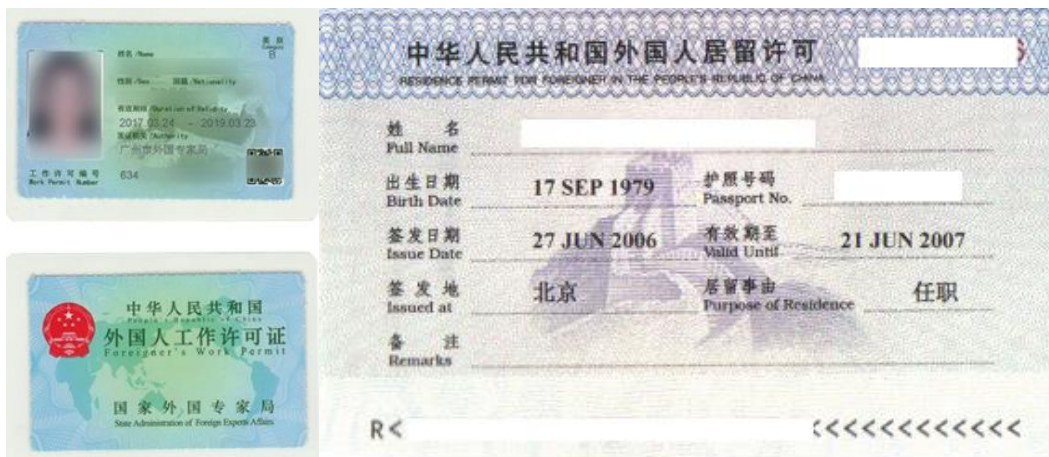 类 别
Category
B
姓名 /Name
性别 /Sex 国籍 /Nationality
有效期限 /Duration of Validity
2017.03.24 - 2019.03.23
发证机关 /Authority
广州市外国专家局
工作许可编号
Work Permit Number
634
中华人民共和国
People's Republic of China
外国人工作许可证
Foreigner's Work Permit
国家外国专家局
State Administration of Foreign Experts Affairs
中华人民共和国外国人居留许可
RESIDENCE PERMIT FOR FOREIGNER IN THE PEOPLE'S REPUBLIC OF CHINA
姓 名
Full Name
出生日期 17 SEP 1979 护照号码
Birth Date Passport No.
签发日期 27 JUN 2006 有效期至 21 JUN 2007
Issue Date Valid Until
签 发 地 北京 居留事由 任职
Issued at Purpose of Residence
备 注
Remarks
R< <<<<<<<<<<<<